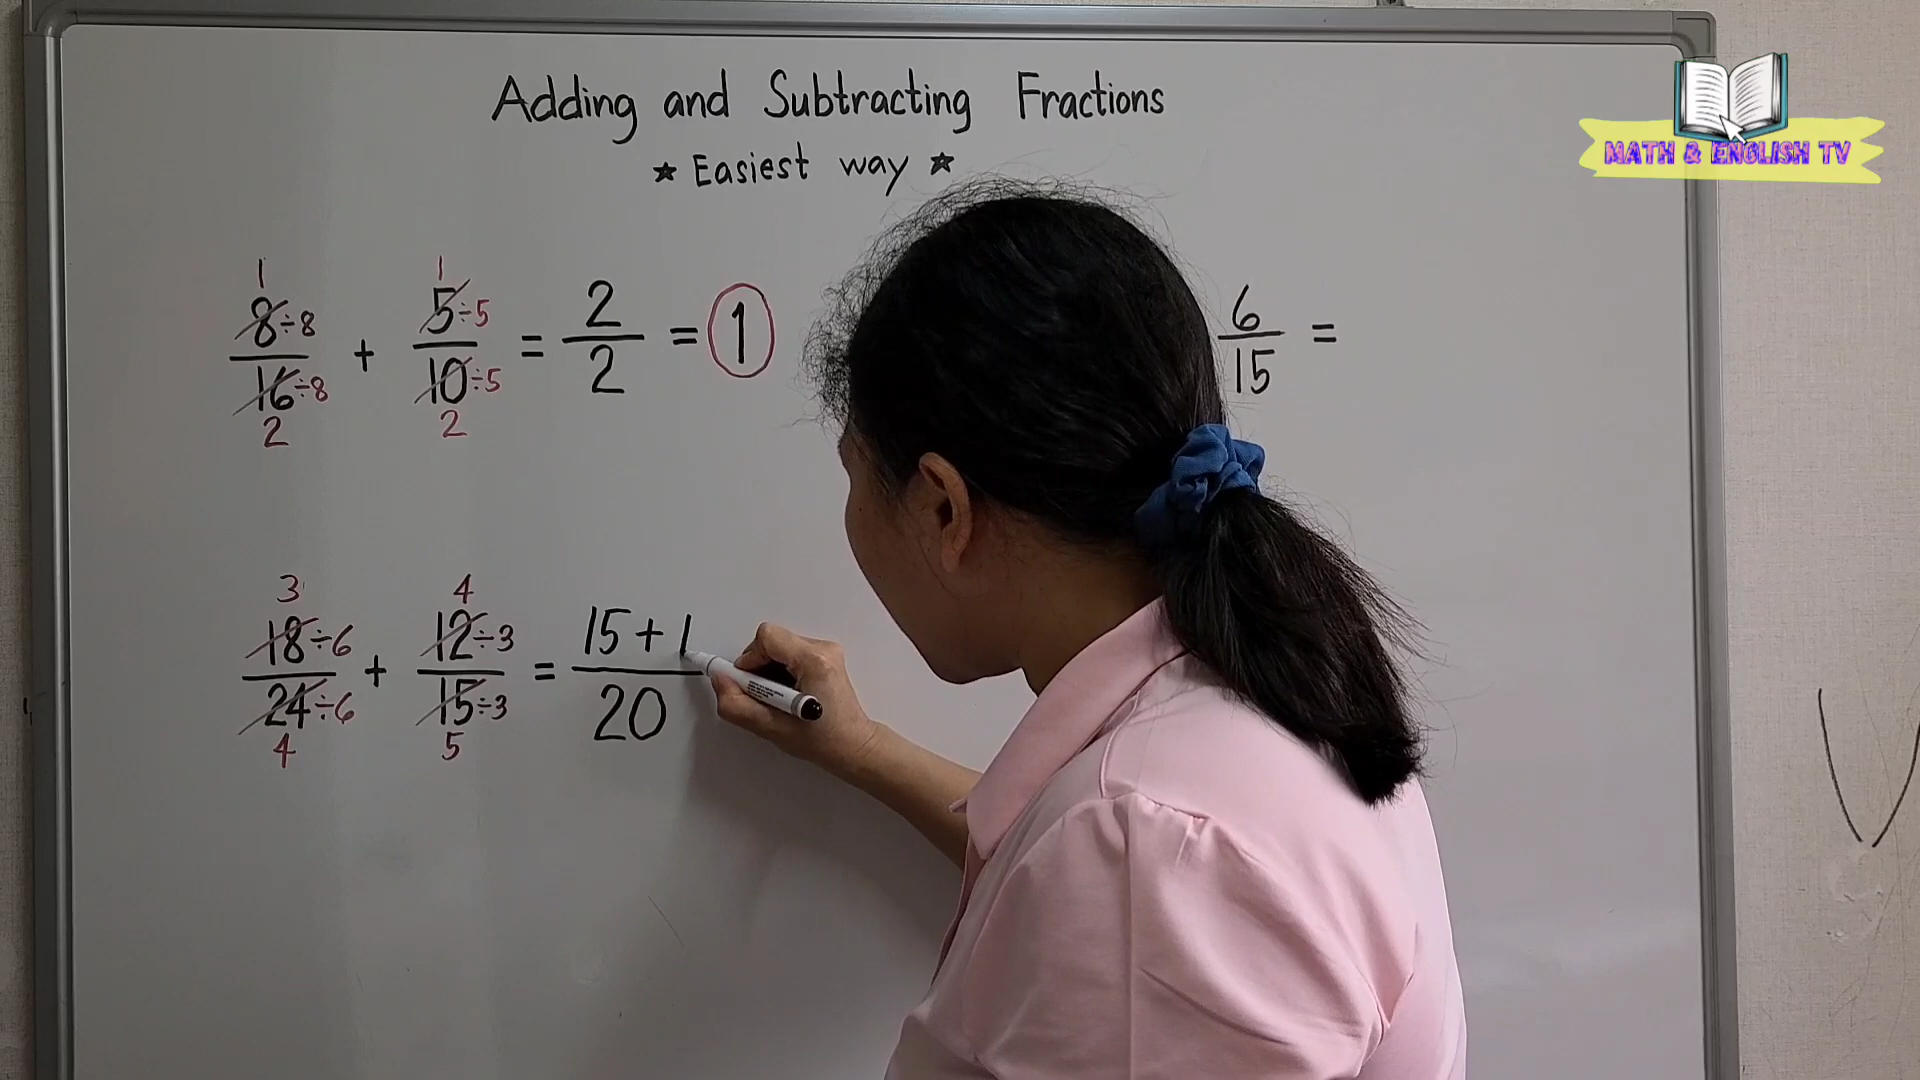 Adding and Subtracting Fractions
★ Easiest way ★
MATH & ENGLISH TV
1 1
8÷8 5÷5 2 6
+ = = 1 =
16÷8 10÷5 2 15
2 2
3 4
18÷6 12÷3 15+1
+ =
24÷6 15÷3 20
4 5